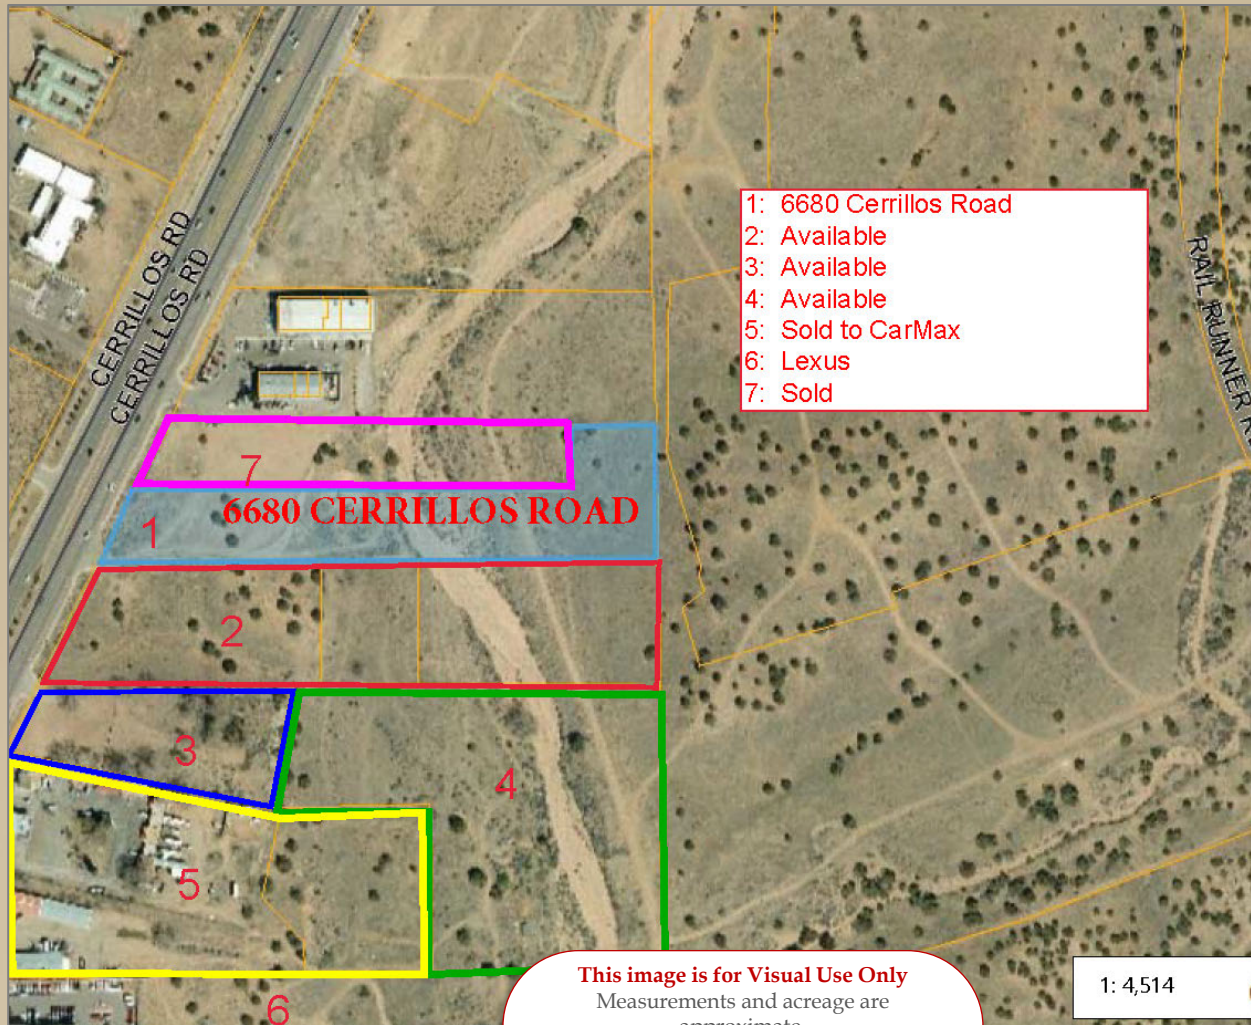 CERRILLOS RD
CERRILLOS RD
1: 6680 Cerrillos Road
2: Available
3: Available
4: Available
5: Sold to CarMax
6: Lexus
7: Sold
7
1
6680 CERRILLOS ROAD
2
3
4
5
6
This image is for Visual Use Only
Measurements and acreage are
approximate
1: 4,514
RAIL RUNNER